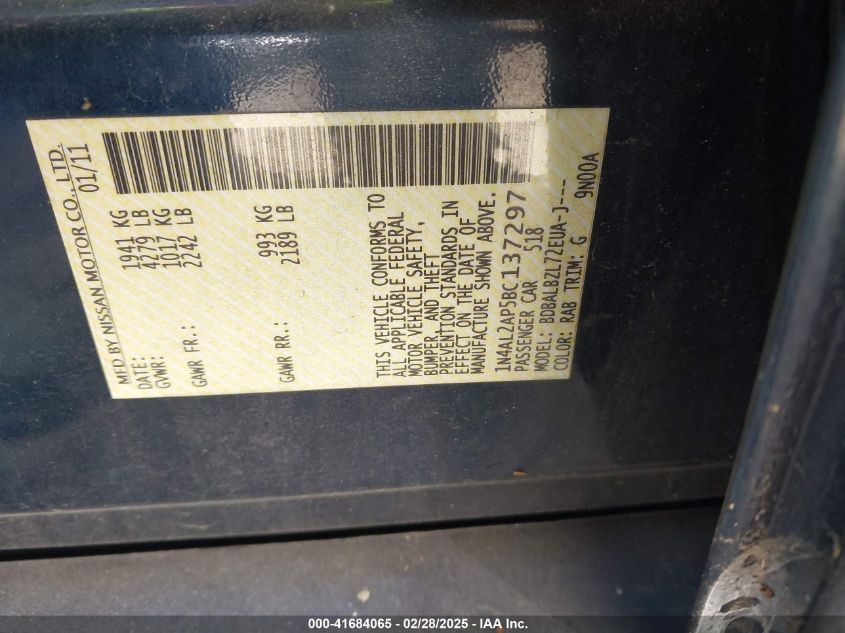 MFD BY NISSAN MOTOR CO., LTD.
DATE: 01/11
GVWR: 1941 KG
4279 LB
GAWR FR.: 1017 KG
2242 LB
GAWR RR.: 993 KG
2189 LB
THIS VEHICLE CONFORMS TO
ALL APPLICABLE FEDERAL
MOTOR VEHICLE SAFETY,
BUMPER, AND THEFT
PREVENTION STANDARDS IN
EFFECT ON THE DATE OF
MANUFACTURE SHOWN ABOVE.
1N4AL2AP5BC137297
PASSENGER CAR 518
MODEL: BDBALBZL72EUA-J---
COLOR: RAB TRIM: G 9N00A
000-41684065 - 02/28/2025 - IAA Inc.